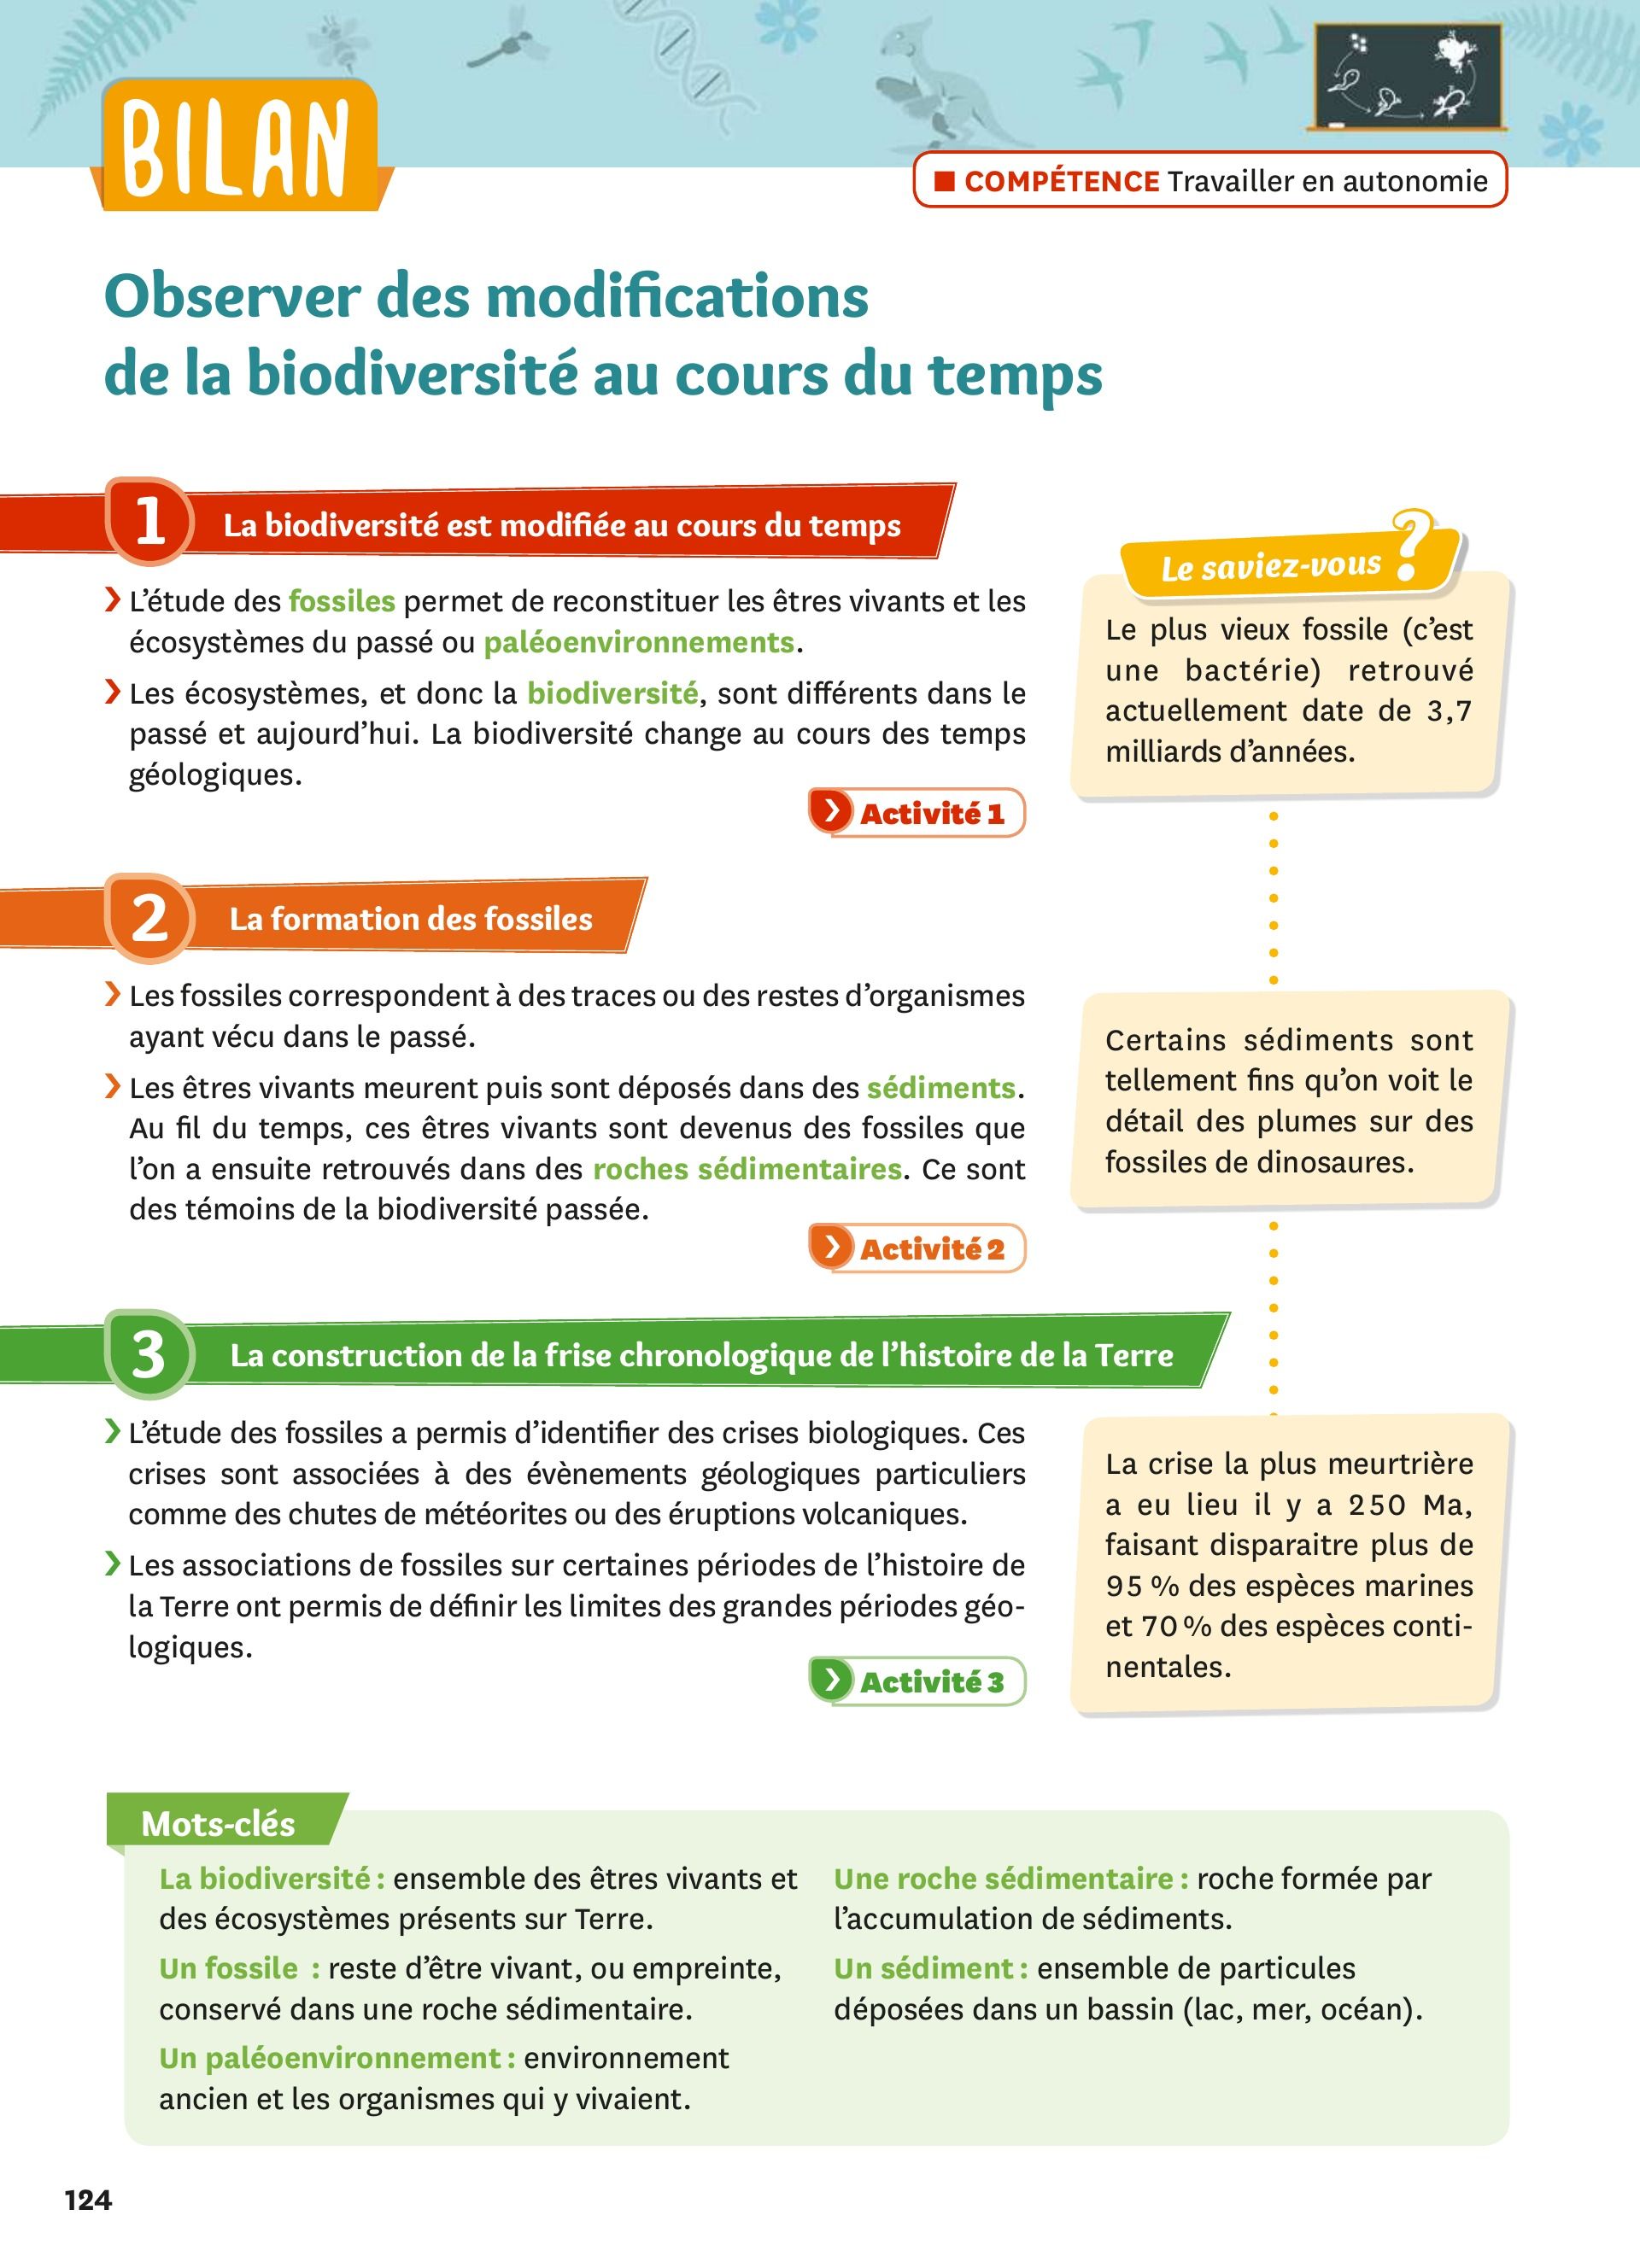 BILAN
■ COMPÉTENCE Travailler en autonomie
Observer des modifications
de la biodiversité au cours du temps
1 La biodiversité est modifiée au cours du temps
❯ L’étude des fossiles permet de reconstituer les êtres vivants et les
écosystèmes du passé ou paléoenvironnements.
❯ Les écosystèmes, et donc la biodiversité, sont différents dans le
passé et aujourd’hui. La biodiversité change au cours des temps
géologiques.
❯ Activité 1
Le saviez-vous ?
Le plus vieux fossile (c’est
une bactérie) retrouvé
actuellement date de 3,7
milliards d’années.
2 La formation des fossiles
❯ Les fossiles correspondent à des traces ou des restes d’organismes
ayant vécu dans le passé.
❯ Les êtres vivants meurent puis sont déposés dans des sédiments.
Au fil du temps, ces êtres vivants sont devenus des fossiles que
l’on a ensuite retrouvés dans des roches sédimentaires. Ce sont
des témoins de la biodiversité passée.
❯ Activité 2
Certains sédiments sont
tellement fins qu’on voit le
détail des plumes sur des
fossiles de dinosaures.
3 La construction de la frise chronologique de l’histoire de la Terre
❯ L’étude des fossiles a permis d’identifier des crises biologiques. Ces
crises sont associées à des évènements géologiques particuliers
comme des chutes de météorites ou des éruptions volcaniques.
❯ Les associations de fossiles sur certaines périodes de l’histoire de
la Terre ont permis de définir les limites des grandes périodes géo-
logiques.
❯ Activité 3
La crise la plus meurtrière
a eu lieu il y a 250 Ma,
faisant disparaitre plus de
95 % des espèces marines
et 70 % des espèces conti-
nentales.
Mots-clés
La biodiversité : ensemble des êtres vivants et
des écosystèmes présents sur Terre.
Un fossile : reste d’être vivant, ou empreinte,
conservé dans une roche sédimentaire.
Un paléoenvironnement : environnement
ancien et les organismes qui y vivaient.
Une roche sédimentaire : roche formée par
l’accumulation de sédiments.
Un sédiment : ensemble de particules
déposées dans un bassin (lac, mer, océan).
124